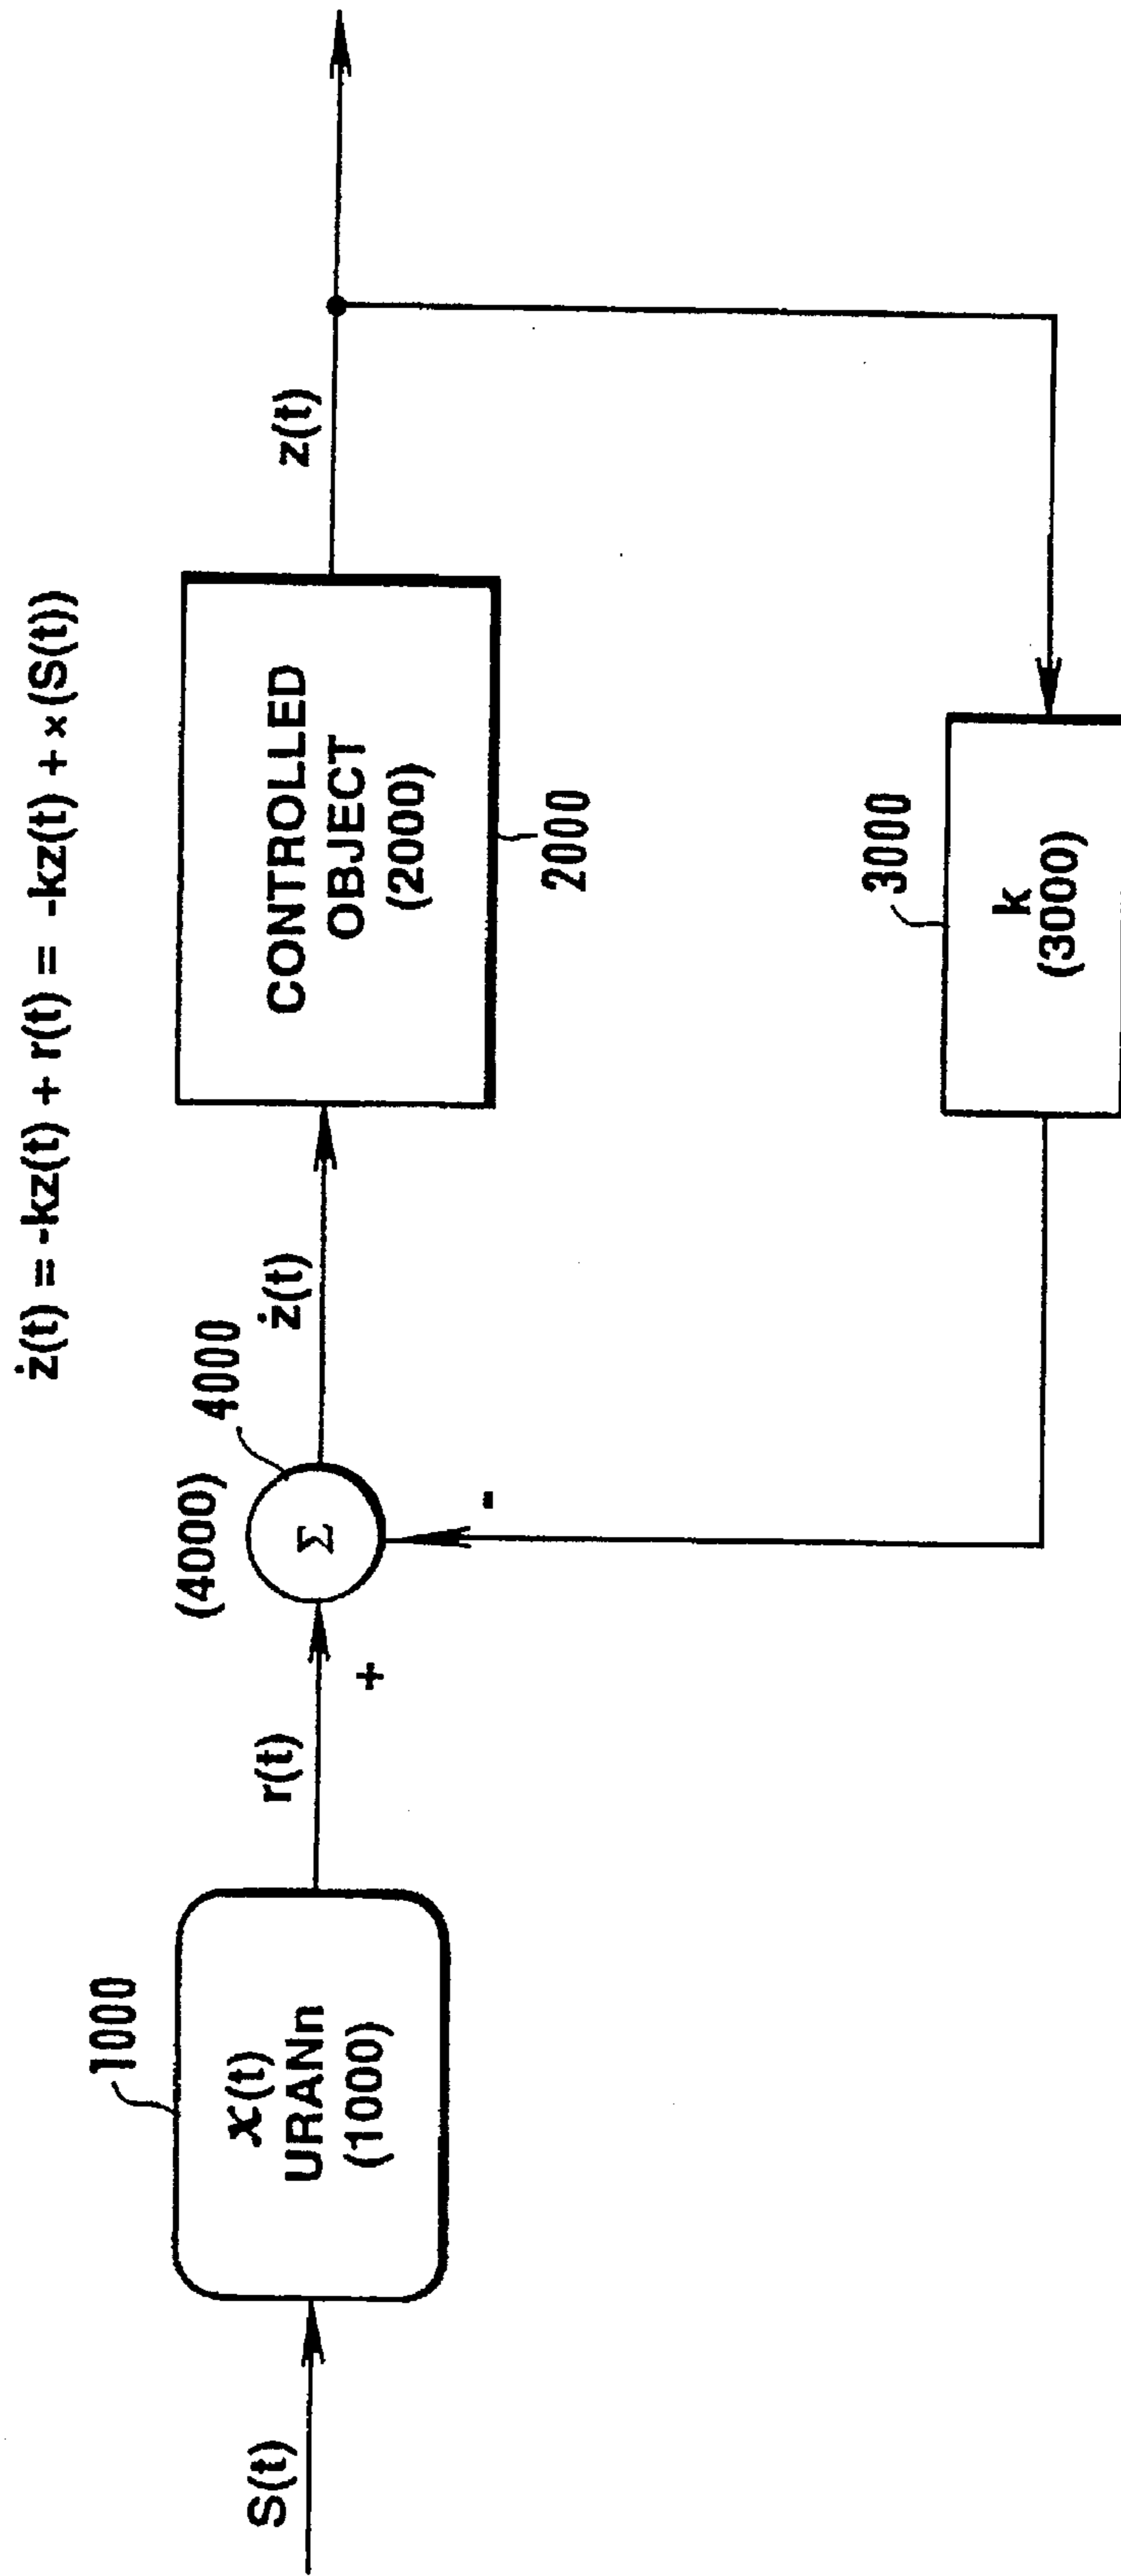 ż(t) = -kz(t) + r(t) = -kz(t) + x(S(t))
S(t)
1000
x(t)
URANn
(1000)
r(t)
+
(4000)
4000
Σ
-
ż(t)
CONTROLLED
OBJECT
(2000)
2000
z(t)
3000
k
(3000)